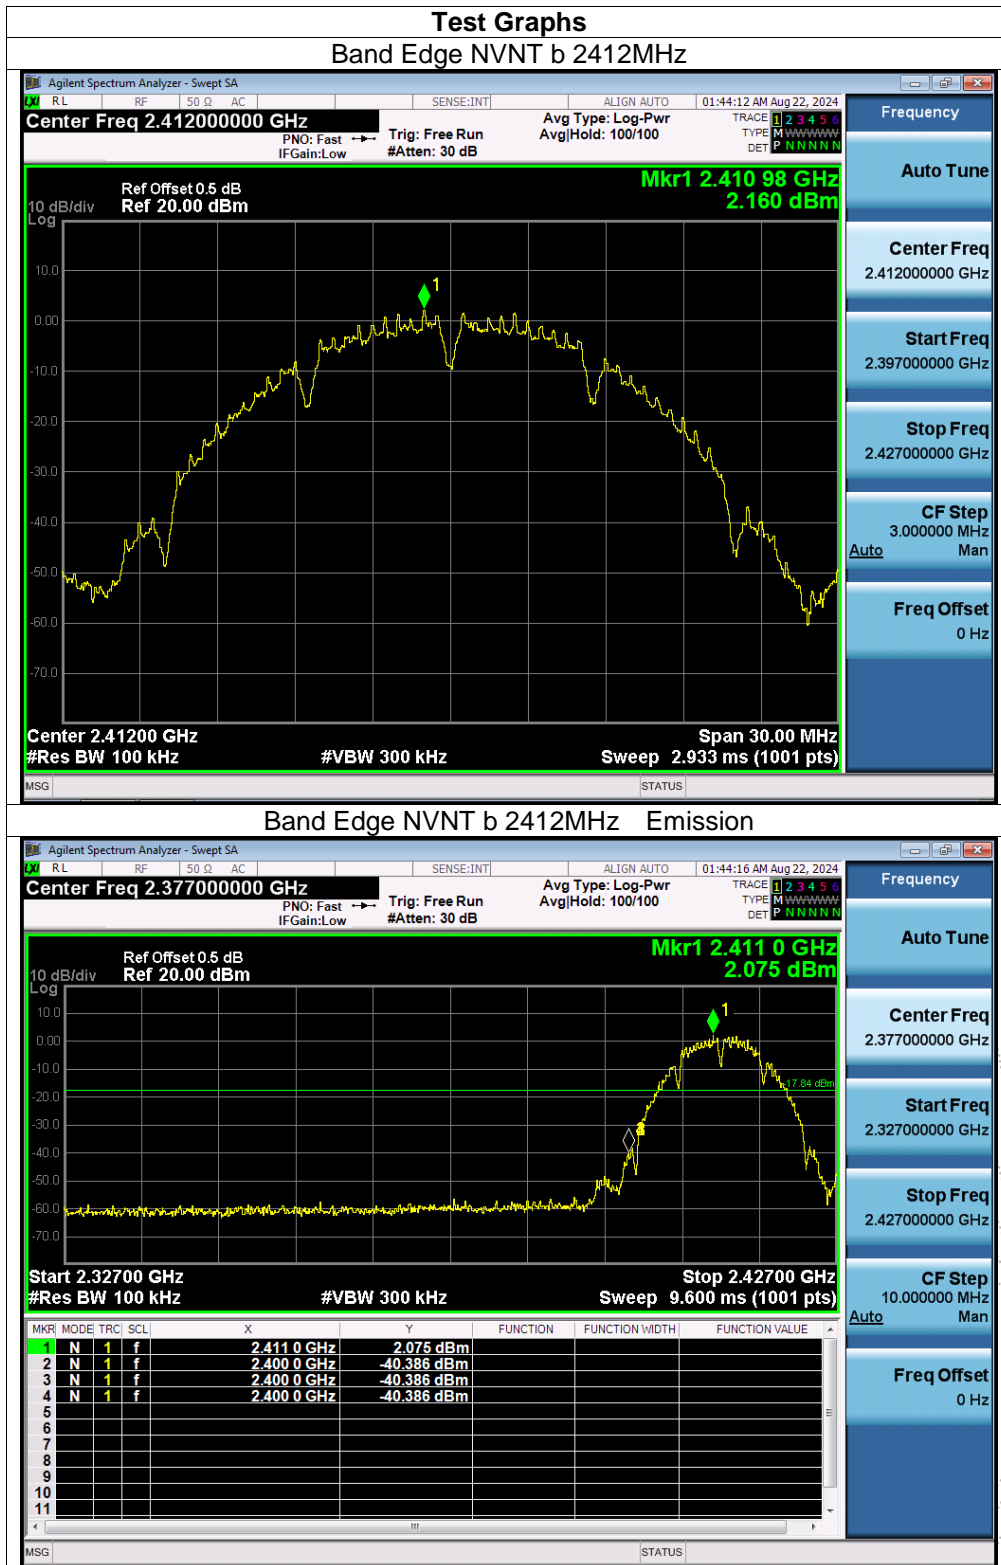 Test Graphs
Band Edge NVNT b 2412MHz
Agilent Spectrum Analyzer - Swept SA
LXI RL RF 50 Ω AC SENSE:INT ALIGN AUTO 01:44:12 AM Aug 22, 2024
Center Freq 2.412000000 GHz
PNO: Fast
IFGain:Low
Trig: Free Run
#Atten: 30 dB
Avg Type: Log-Pwr
Avg|Hold: 100/100
TRACE 1 2 3 4 5 6
TYPE M WWWWW
DET P N N N N N
Frequency
Auto Tune
Center Freq
2.412000000 GHz
Start Freq
2.397000000 GHz
Stop Freq
2.427000000 GHz
CF Step
3.000000 MHz
Auto Man
Freq Offset
0 Hz
Mkr1 2.410 98 GHz
2.160 dBm
Ref Offset 0.5 dB
10 dB/div Ref 20.00 dBm
Log
1
10.0
0.00
-10.0
-20.0
-30.0
-40.0
-50.0
-60.0
-70.0
Center 2.41200 GHz Span 30.00 MHz
#Res BW 100 kHz #VBW 300 kHz Sweep 2.933 ms (1001 pts)
MSG STATUS
Band Edge NVNT b 2412MHz Emission
Agilent Spectrum Analyzer - Swept SA
LXI RL RF 50 Ω AC SENSE:INT ALIGN AUTO 01:44:16 AM Aug 22, 2024
Center Freq 2.377000000 GHz
PNO: Fast
IFGain:Low
Trig: Free Run
#Atten: 30 dB
Avg Type: Log-Pwr
Avg|Hold: 100/100
TRACE 1 2 3 4 5 6
TYPE M WWWWW
DET P N N N N N
Frequency
Auto Tune
Center Freq
2.377000000 GHz
Start Freq
2.327000000 GHz
Stop Freq
2.427000000 GHz
CF Step
10.000000 MHz
Auto Man
Freq Offset
0 Hz
Mkr1 2.411 0 GHz
2.075 dBm
Ref Offset 0.5 dB
10 dB/div Ref 20.00 dBm
Log
1
10.0
0.00
-10.0
-17.84 dBm
-20.0
-30.0
-40.0
-50.0
-60.0
-70.0
Start 2.32700 GHz Stop 2.42700 GHz
#Res BW 100 kHz #VBW 300 kHz Sweep 9.600 ms (1001 pts)
MKR MODE TRC SCL X Y FUNCTION FUNCTION WIDTH FUNCTION VALUE
1 N 1 f 2.411 0 GHz 2.075 dBm
2 N 1 f 2.400 0 GHz -40.386 dBm
3 N 1 f 2.400 0 GHz -40.386 dBm
4 N 1 f 2.400 0 GHz -40.386 dBm
5
6
7
8
9
10
11
MSG STATUS